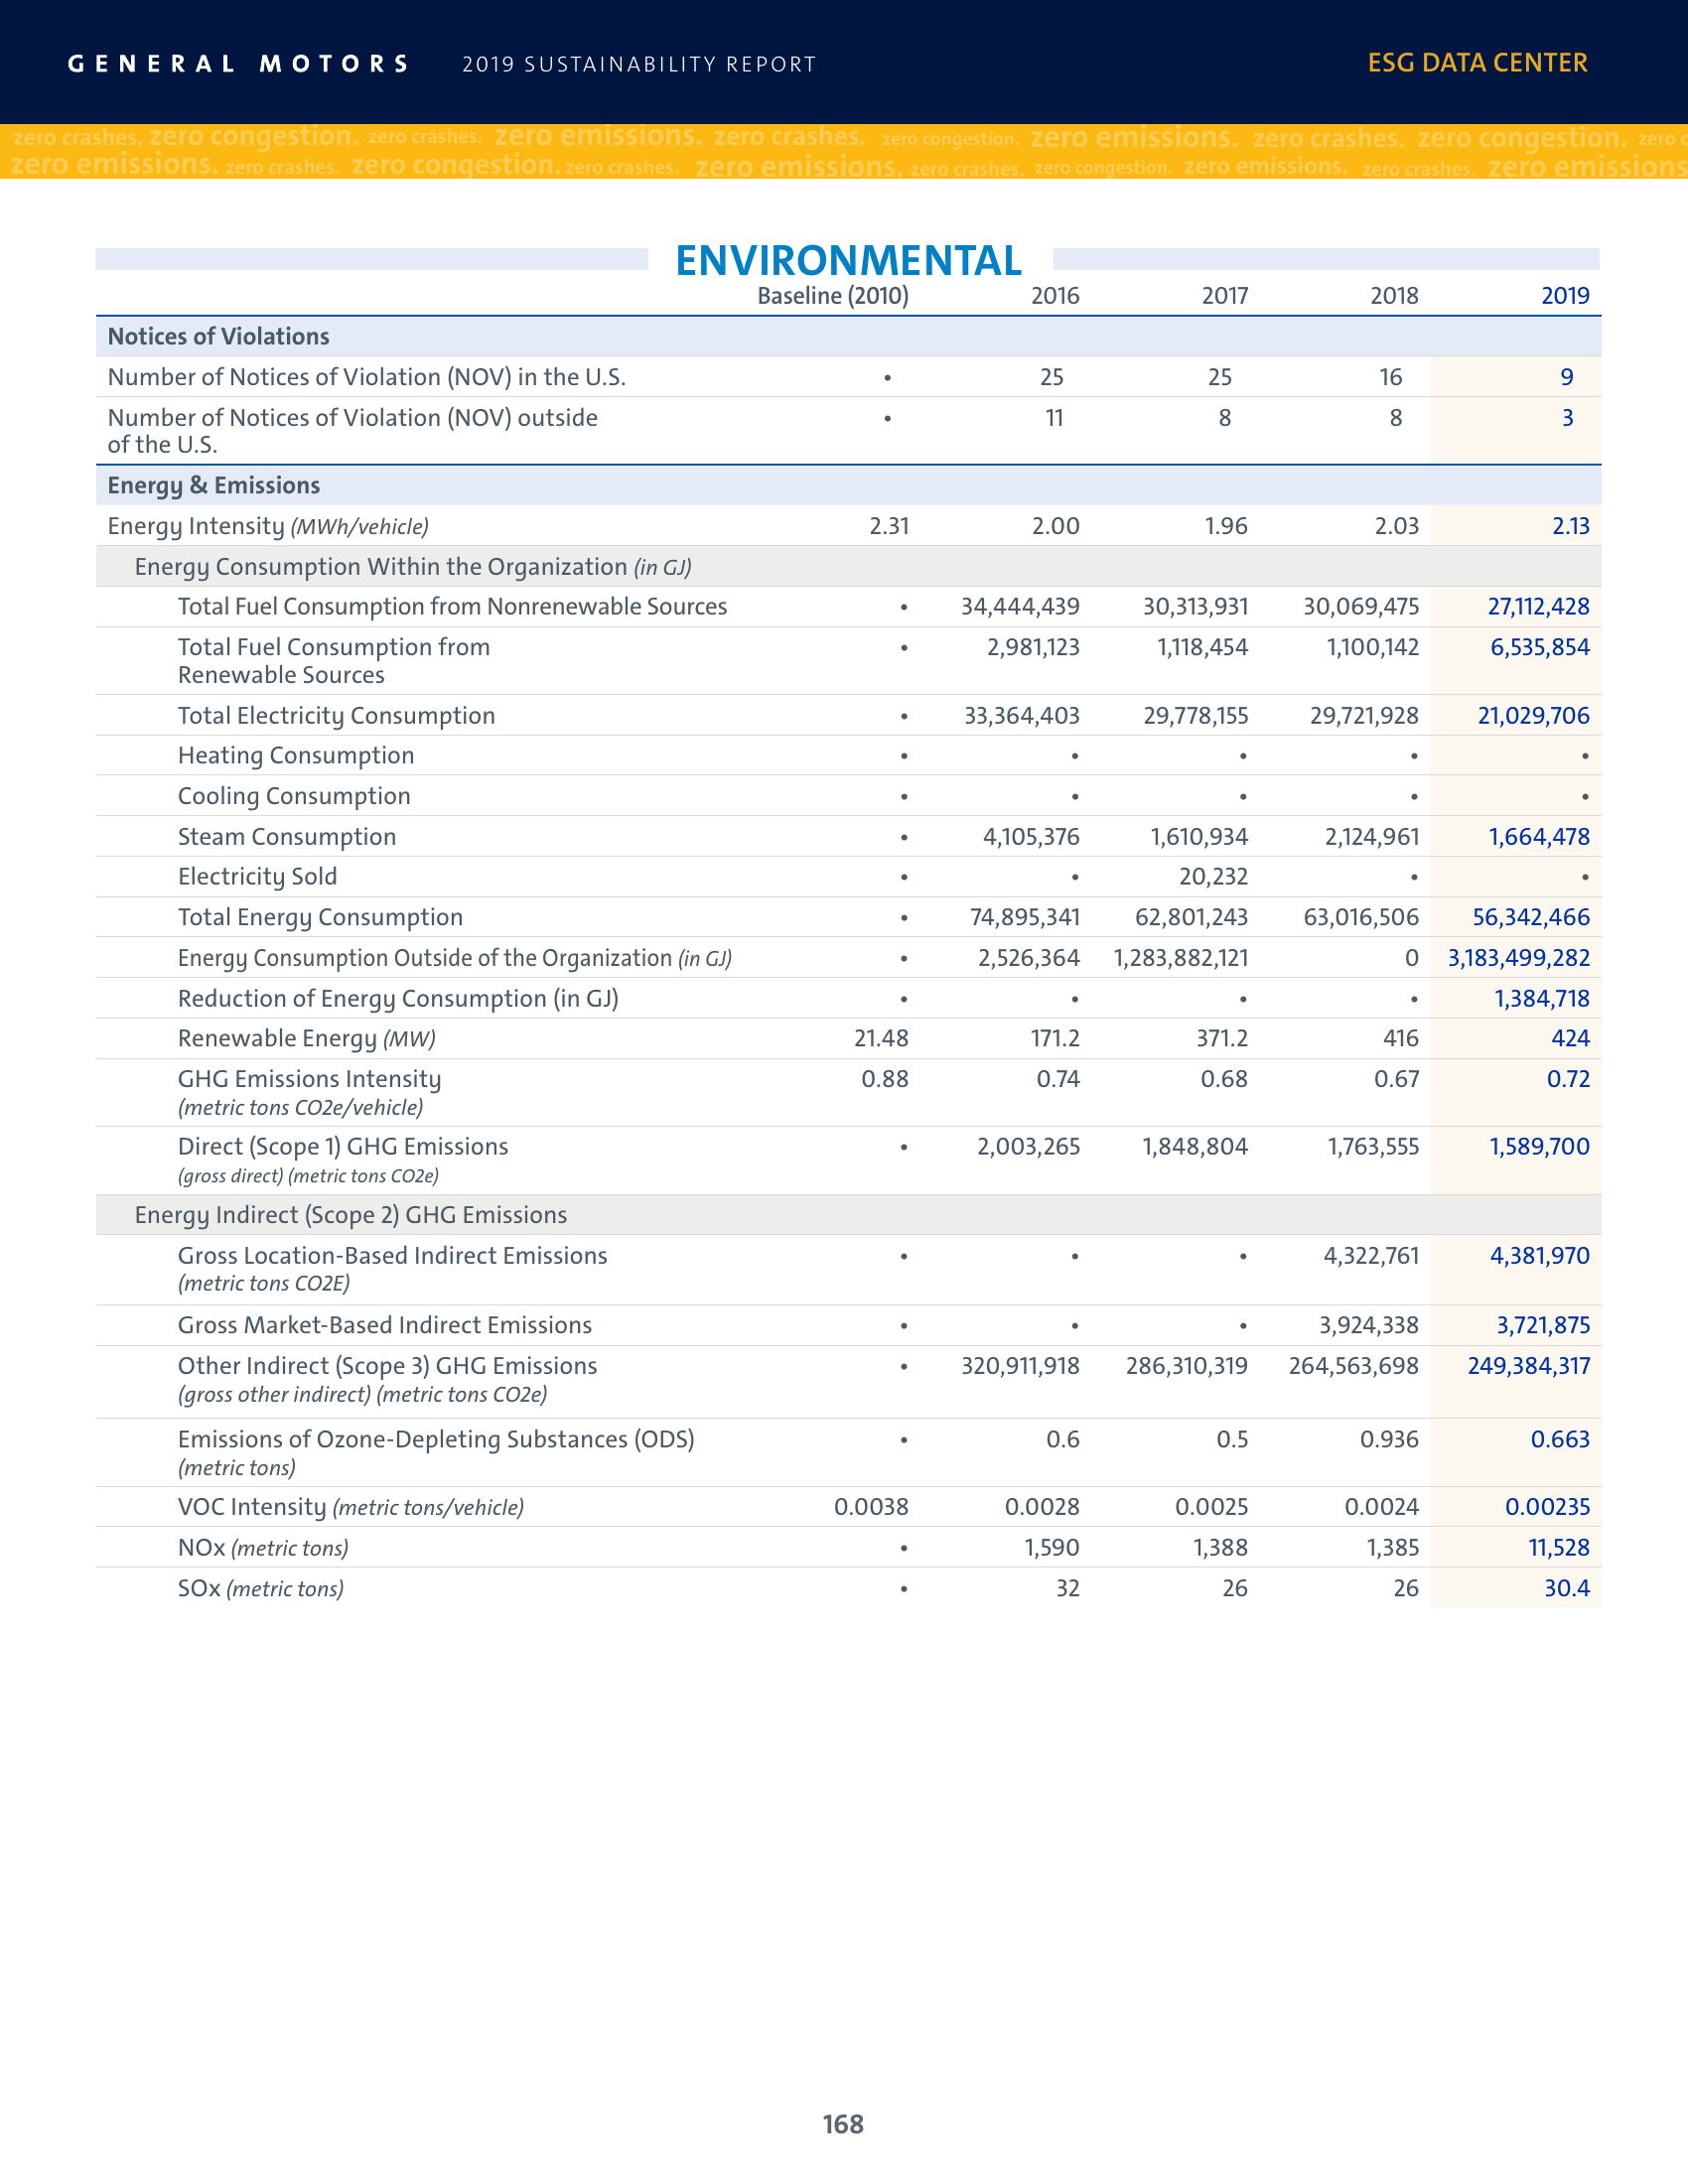 GENERAL MOTORS 2019 SUSTAINABILITY REPORT ESG DATA CENTER
zero crashes. zero congestion. zero crashes. zero emissions. zero crashes. zero congestion. zero emissions. zero crashes. zero congestion. zero c
zero emissions. zero crashes. zero congestion. zero crashes. zero emissions. zero crashes. zero congestion. zero emissions. zero crashes. zero emissions
ENVIRONMENTAL
Baseline (2010) 2016 2017 2018 2019
Notices of Violations
Number of Notices of Violation (NOV) in the U.S. • 25 25 16 9
Number of Notices of Violation (NOV) outside • 11 8 8 3
of the U.S.
Energy & Emissions
Energy Intensity (MWh/vehicle) 2.31 2.00 1.96 2.03 2.13
Energy Consumption Within the Organization (in GJ)
Total Fuel Consumption from Nonrenewable Sources • 34,444,439 30,313,931 30,069,475 27,112,428
Total Fuel Consumption from • 2,981,123 1,118,454 1,100,142 6,535,854
Renewable Sources
Total Electricity Consumption • 33,364,403 29,778,155 29,721,928 21,029,706
Heating Consumption • • • • •
Cooling Consumption • • • • •
Steam Consumption • 4,105,376 1,610,934 2,124,961 1,664,478
Electricity Sold • • 20,232 • •
Total Energy Consumption • 74,895,341 62,801,243 63,016,506 56,342,466
Energy Consumption Outside of the Organization (in GJ) • 2,526,364 1,283,882,121 0 3,183,499,282
Reduction of Energy Consumption (in GJ) • • • • 1,384,718
Renewable Energy (MW) 21.48 171.2 371.2 416 424
GHG Emissions Intensity 0.88 0.74 0.68 0.67 0.72
(metric tons CO2e/vehicle)
Direct (Scope 1) GHG Emissions • 2,003,265 1,848,804 1,763,555 1,589,700
(gross direct) (metric tons CO2e)
Energy Indirect (Scope 2) GHG Emissions
Gross Location-Based Indirect Emissions • • • 4,322,761 4,381,970
(metric tons CO2E)
Gross Market-Based Indirect Emissions • • • 3,924,338 3,721,875
Other Indirect (Scope 3) GHG Emissions • 320,911,918 286,310,319 264,563,698 249,384,317
(gross other indirect) (metric tons CO2e)
Emissions of Ozone-Depleting Substances (ODS) • 0.6 0.5 0.936 0.663
(metric tons)
VOC Intensity (metric tons/vehicle) 0.0038 0.0028 0.0025 0.0024 0.00235
NOx (metric tons) • 1,590 1,388 1,385 11,528
SOx (metric tons) • 32 26 26 30.4
168